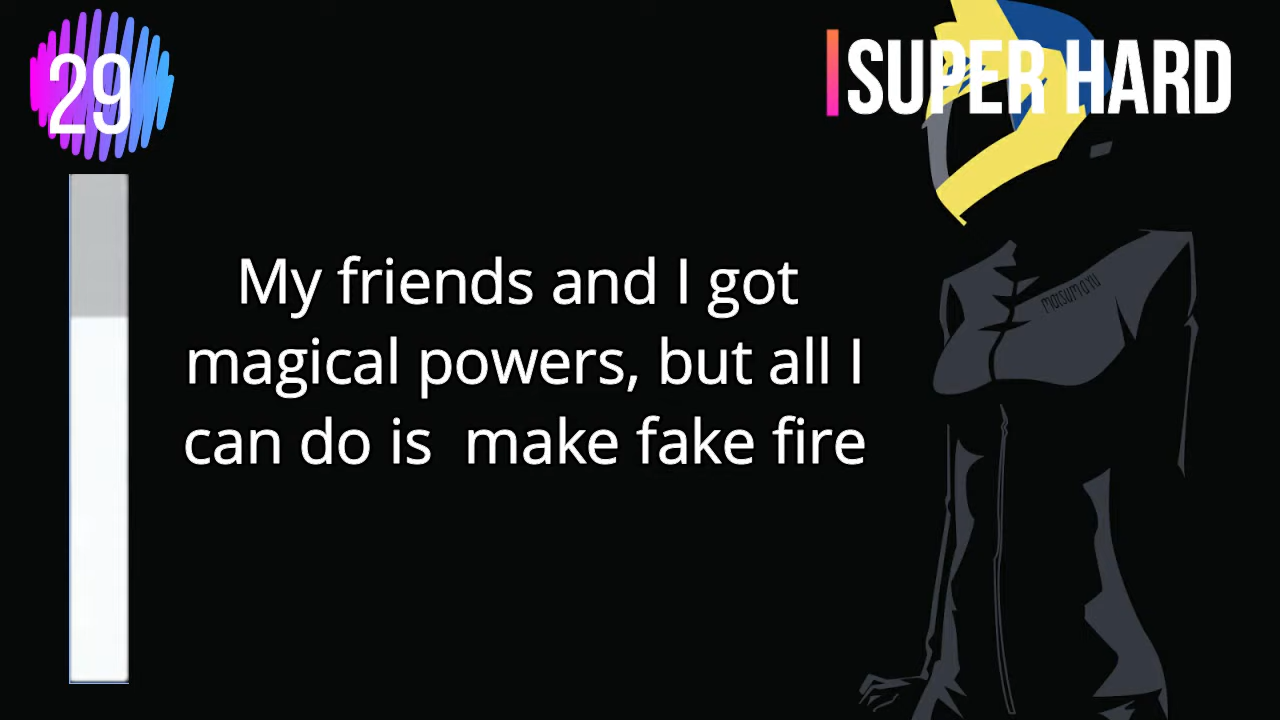 29
SUPER HARD
My friends and I got
magical powers, but all I
can do is  make fake fire